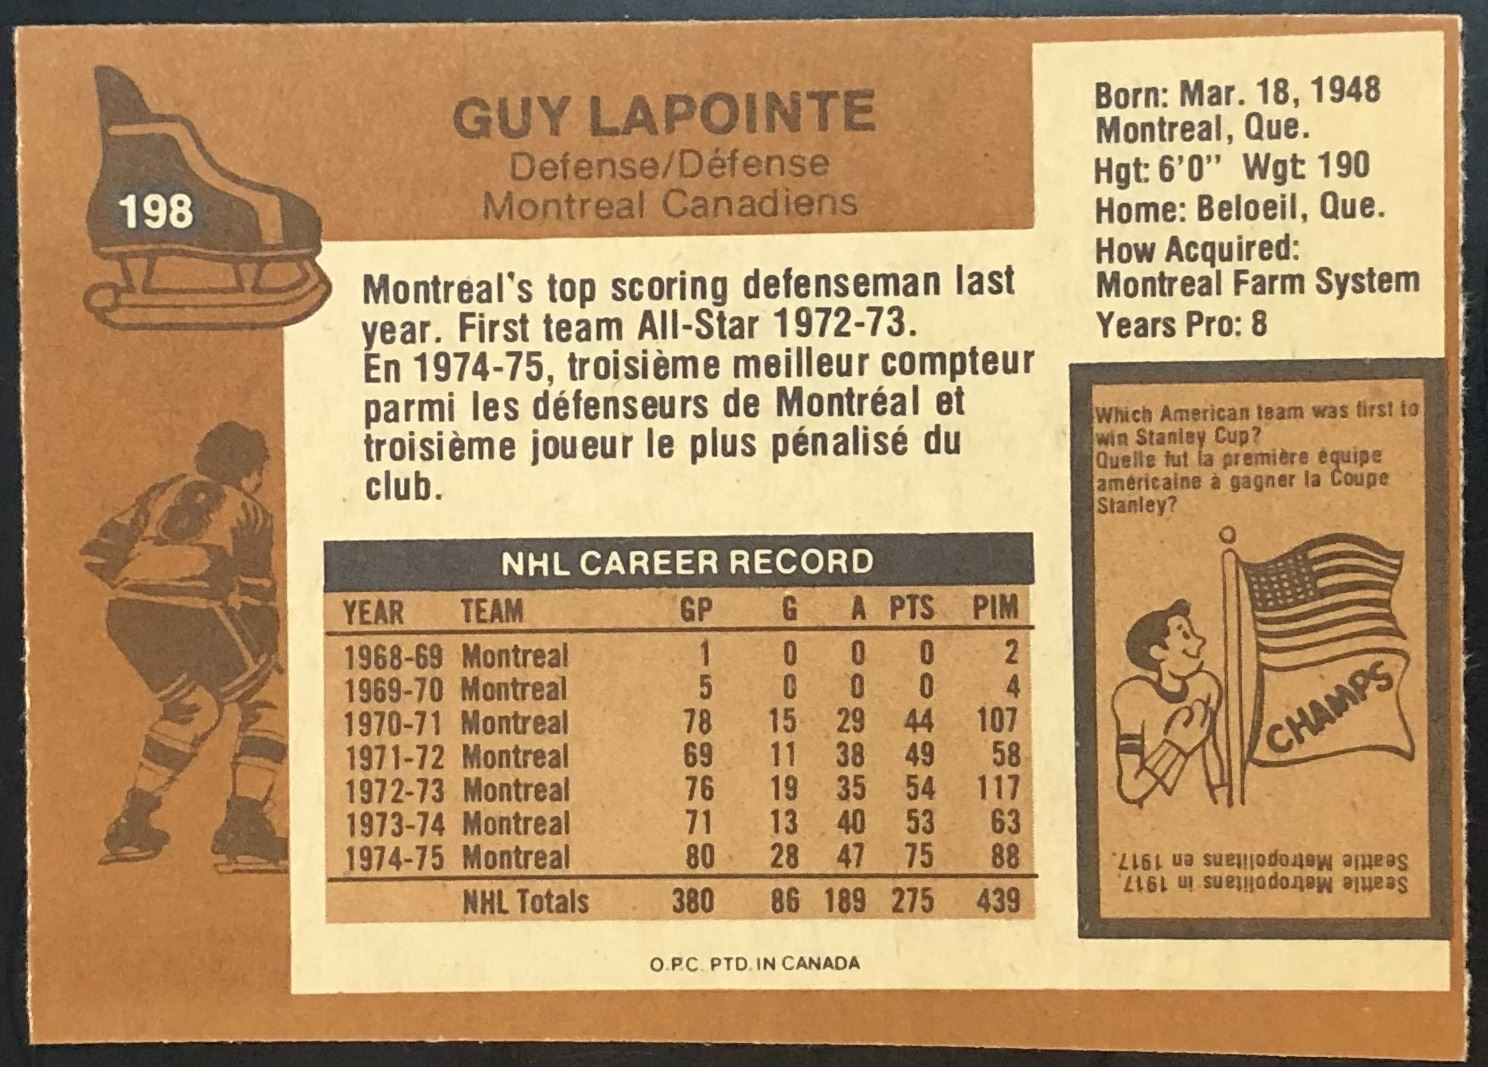 198
GUY LAPOINTE
Defense/Défense
Montreal Canadiens
Montreal's top scoring defenseman last
year. First team All-Star 1972-73.
En 1974-75, troisième meilleur compteur
parmi les défenseurs de Montréal et
troisième joueur le plus pénalisé du
club.
Born: Mar. 18, 1948
Montreal, Que.
Hgt: 6'0" Wgt: 190
Home: Beloeil, Que.
How Acquired:
Montreal Farm System
Years Pro: 8
8
NHL CAREER RECORD
YEAR TEAM GP G A PTS PIM
1968-69 Montreal 1 0 0 0 2
1969-70 Montreal 5 0 0 0 4
1970-71 Montreal 78 15 29 44 107
1971-72 Montreal 69 11 38 49 58
1972-73 Montreal 76 19 35 54 117
1973-74 Montreal 71 13 40 53 63
1974-75 Montreal 80 28 47 75 88
NHL Totals 380 86 189 275 439
O.P.C. PTD. IN CANADA
Which American team was first to
win Stanley Cup?
Quelle fut la première équipe
américaine à gagner la Coupe
Stanley?
CHAMPS
Seattle Metropolitans in 1917.
Seattle Metropolitans en 1917.